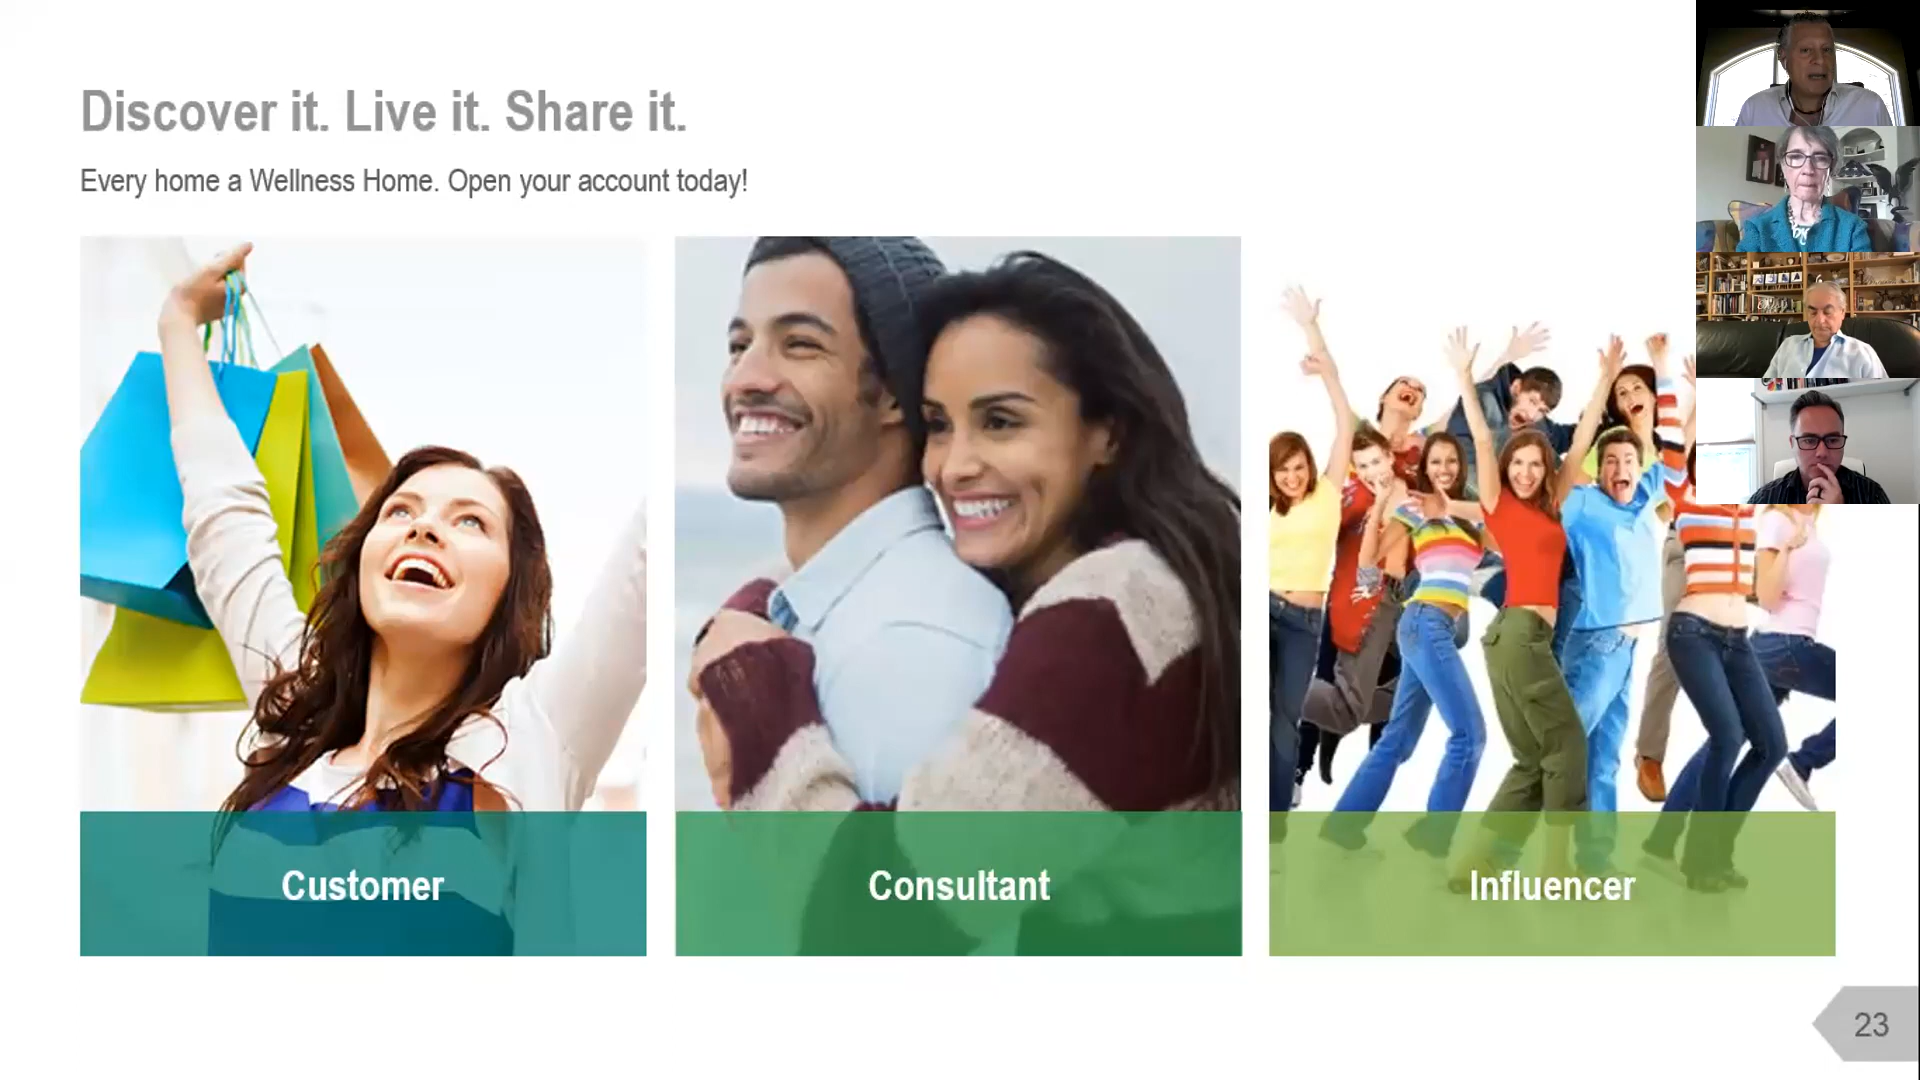 Discover it. Live it. Share it.
Every home a Wellness Home. Open your account today!
Customer
Consultant
Influencer
23